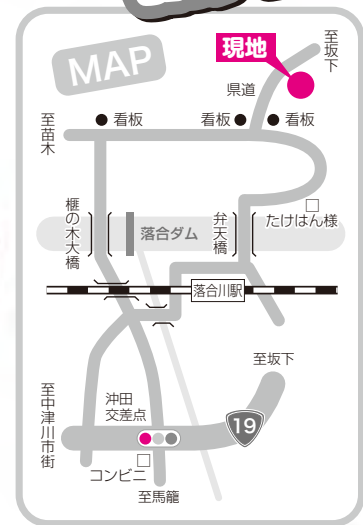 MAP
現地
至坂下
県道
至苗木
看板
看板
看板
榧の木大橋
落合ダム
弁天橋
たけはん様
落合川駅
至坂下
至中津川市街
沖田
交差点
19
コンビニ
至馬籠